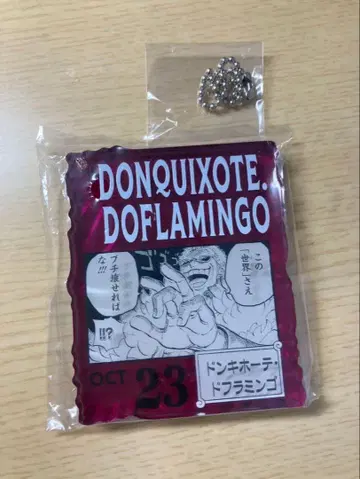 DONQUIXOTE.
DOFLAMINGO
この
「世界」さえ
ブチ壊せれば
な!!!
!!?
OCT 23
ドンキホーテ・
ドフラミンゴ